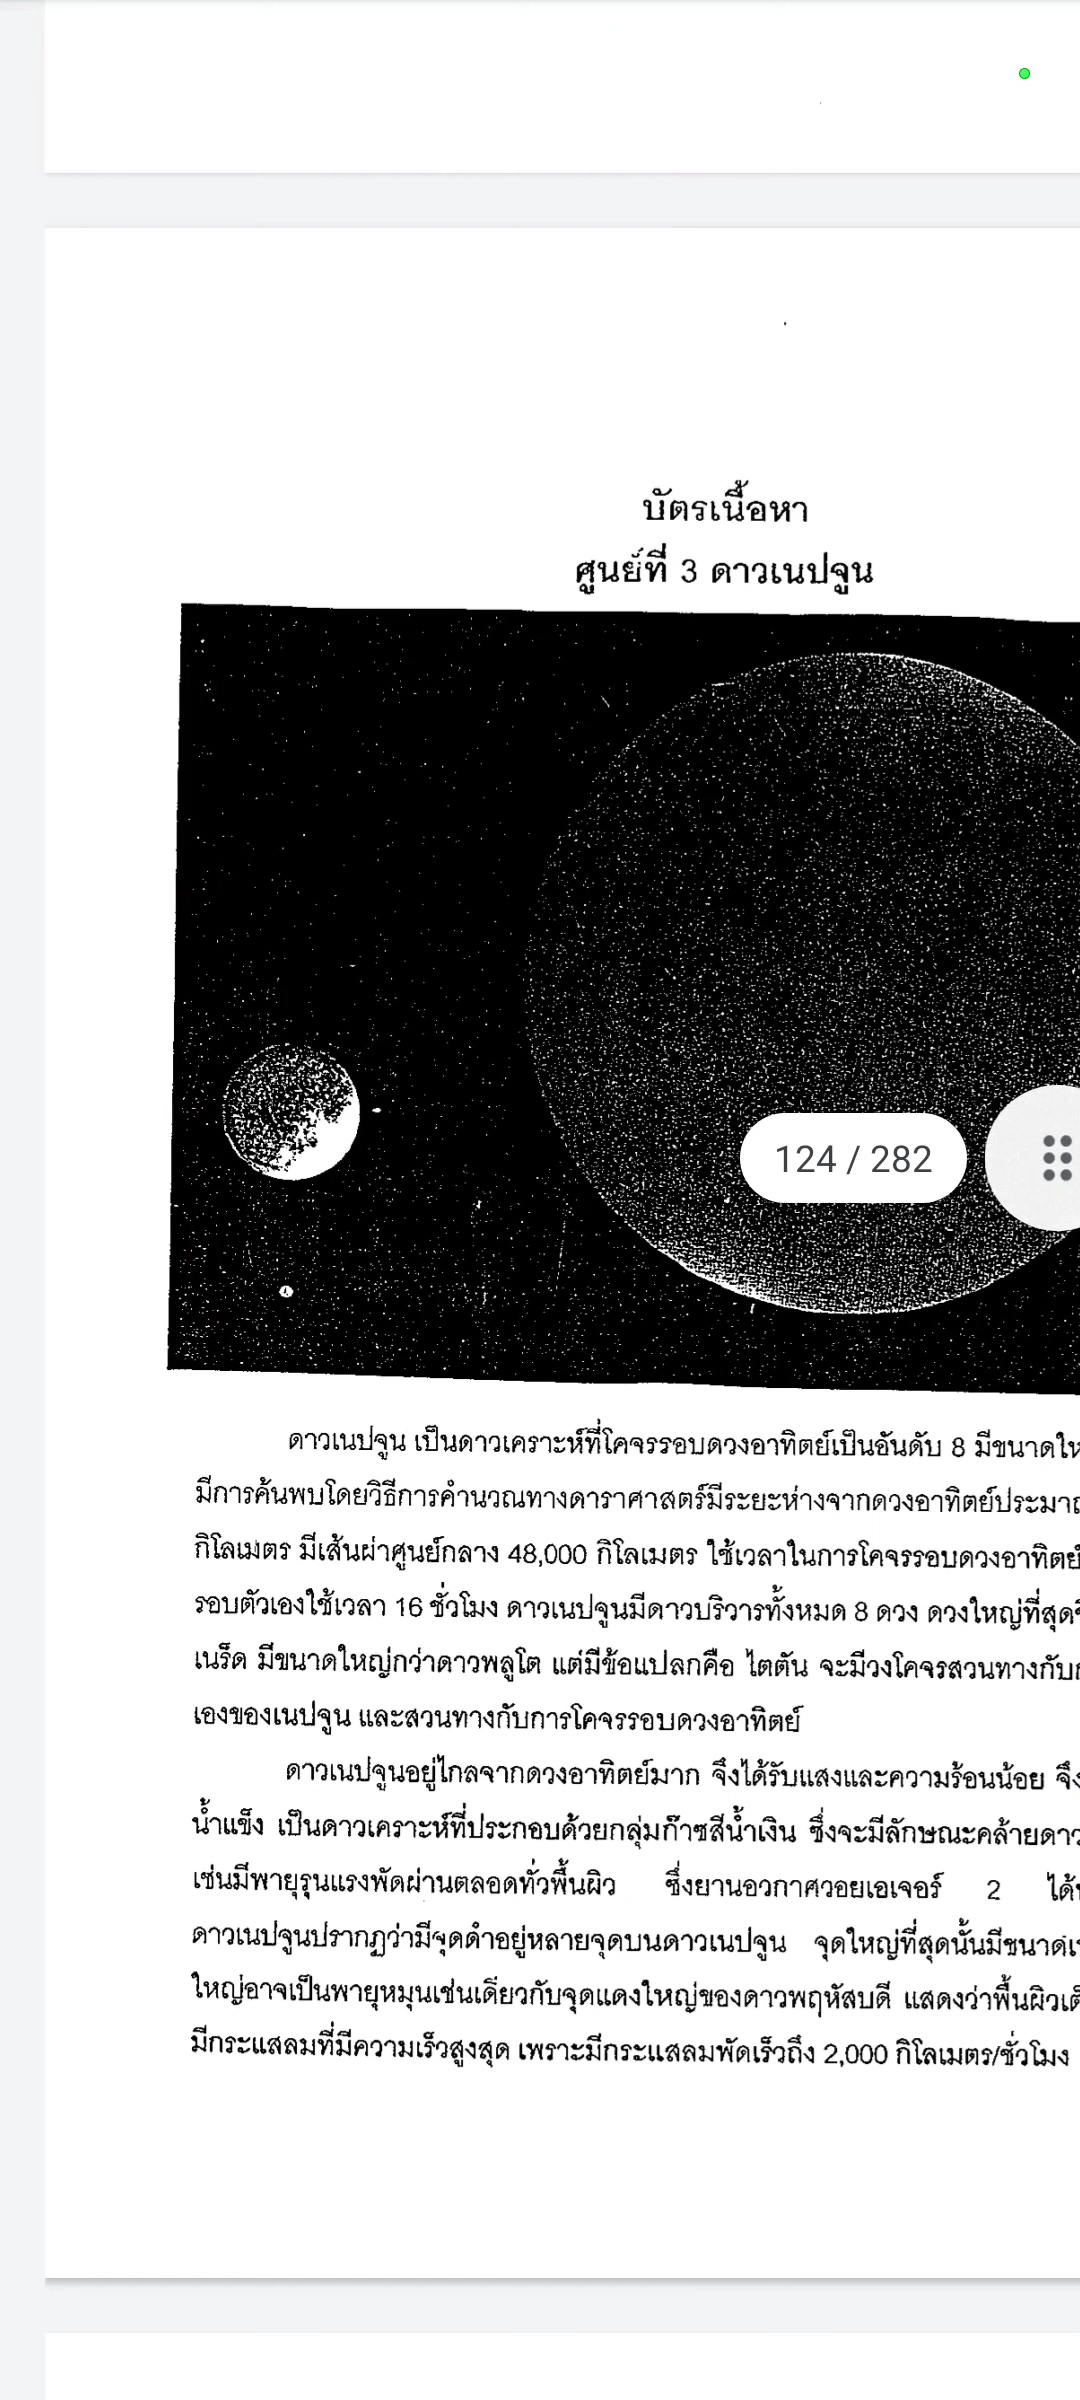 บัตรเนื้อหา
ศูนย์ที่ 3 ดาวเนปจูน
124 / 282
ดาวเนปจูน เป็นดาวเคราะห์ที่โคจรรอบดวงอาทิตย์เป็นอันดับ 8 มีขนาดให
มีการค้นพบโดยวิธีการคำนวณทางดาราศาสตร์มีระยะห่างจากดวงอาทิตย์ประมา
กิโลเมตร มีเส้นผ่าศูนย์กลาง 48,000 กิโลเมตร ใช้เวลาในการโคจรรอบดวงอาทิตย์
รอบตัวเองใช้เวลา 16 ชั่วโมง ดาวเนปจูนมีดาวบริวารทั้งหมด 8 ดวง ดวงใหญ่ที่สุด
เนร็ด มีขนาดใหญ่กว่าดาวพลูโต แต่มีข้อแปลกคือ ไตตัน จะมีวงโคจรสวนทางกับ
เองของเนปจูน และสวนทางกับการโคจรรอบดวงอาทิตย์
ดาวเนปจูนอยู่ไกลจากดวงอาทิตย์มาก จึงได้รับแสงและความร้อนน้อย จึง
น้ำแข็ง เป็นดาวเคราะห์ที่ประกอบด้วยกลุ่มก๊าซสีน้ำเงิน ซึ่งจะมีลักษณะคล้ายดาว
เช่นมีพายุรุนแรงพัดผ่านตลอดทั่วพื้นผิว ซึ่งยานอวกาศวอยเอเจอร์ 2 ได้
ดาวเนปจูนปรากฏว่ามีจุดดำอยู่หลายจุดบนดาวเนปจูน จุดใหญ่ที่สุดนั้นมีขนาด
ใหญ่อาจเป็นพายุหมุนเช่นเดียวกับจุดแดงใหญ่ของดาวพฤหัสบดี แสดงว่าพื้นผิว
มีกระแสลมที่มีความเร็วสูงสุด เพราะมีกระแสลมพัดเร็วถึง 2,000 กิโลเมตร/ชั่วโมง